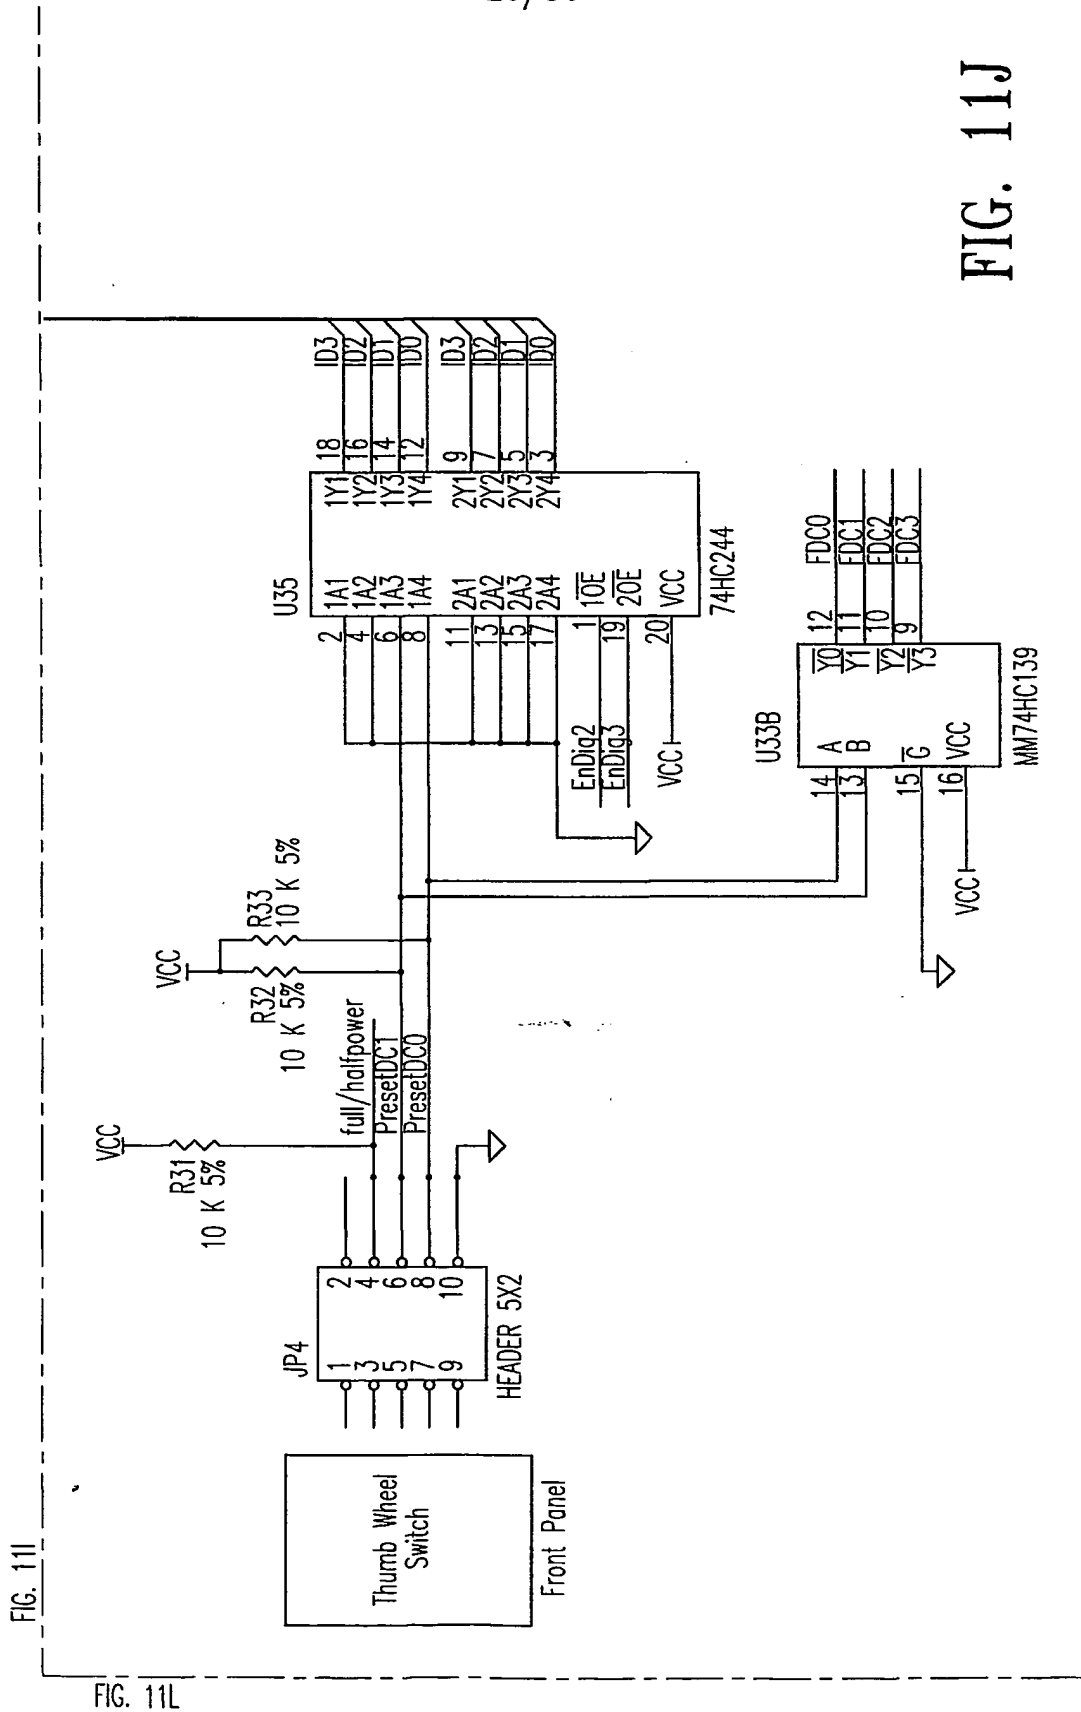 FIG. 11J
FIG. 11I
FIG. 11L
Thumb Wheel
Switch
Front Panel
JP4
1 2
3 4
5 6
7 8
9 10
HEADER 5X2
VCC
R31
10 K 5%
full/halfpower
PresetDC1
PresetDC0
VCC
R32
10 K 5%
R33
10 K 5%
U35
2 1A1 1Y1 18 ID3
4 1A2 1Y2 16 ID2
6 1A3 1Y3 14 ID1
8 1A4 1Y4 12 ID0
11 2A1 2Y1 9 ID3
13 2A2 2Y2 7 ID2
15 2A3 2Y3 5 ID1
17 2A4 2Y4 3 ID0
EnDig2 1 1OE
EnDig3 19 2OE
VCC 20 VCC
74HC244
U33B
14 A Y0 12 FDC0
13 B Y1 11 FDC1
Y2 10 FDC2
15 G Y3 9 FDC3
VCC 16 VCC
MM74HC139